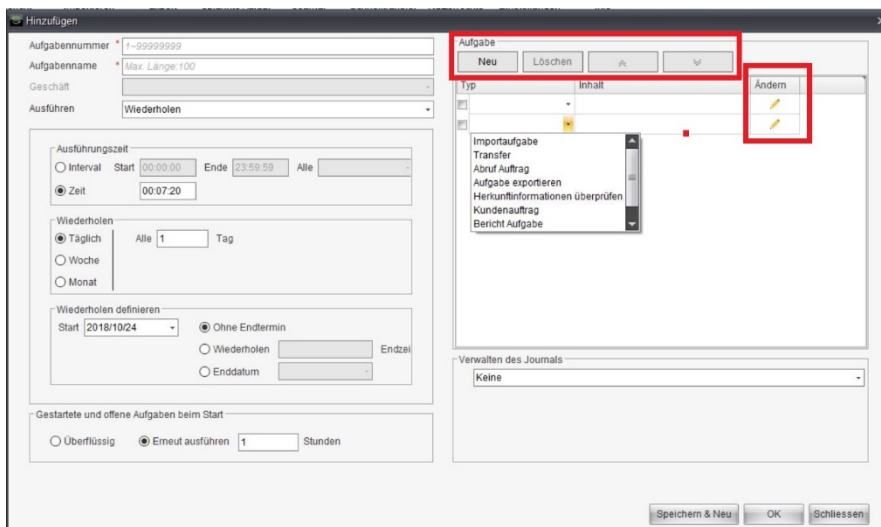 Hinzufügen
Aufgabennummer * 1~99999999
Aufgabenname * Max. Länge:100
Geschäft
Ausführen Wiederholen
Ausführungszeit
Interval Start 00:00:00 Ende 23:59:59 Alle
Zeit 00:07:20
Wiederholen
Täglich Alle 1 Tag
Woche
Monat
Wiederholen definieren
Start 2018/10/24 Ohne Endtermin
Wiederholen Endzei
Enddatum
Gestartete und offene Aufgaben beim Start
Überflüssig Erneut ausführen 1 Stunden
Aufgabe
Neu Löschen
Typ Inhalt Ändern
Importaufgabe
Transfer
Abruf Auftrag
Aufgabe exportieren
Herkunftinformationen überprüfen
Kundenauftrag
Bericht Aufgabe
Verwalten des Journals
Keine
Speichern & Neu OK Schliessen